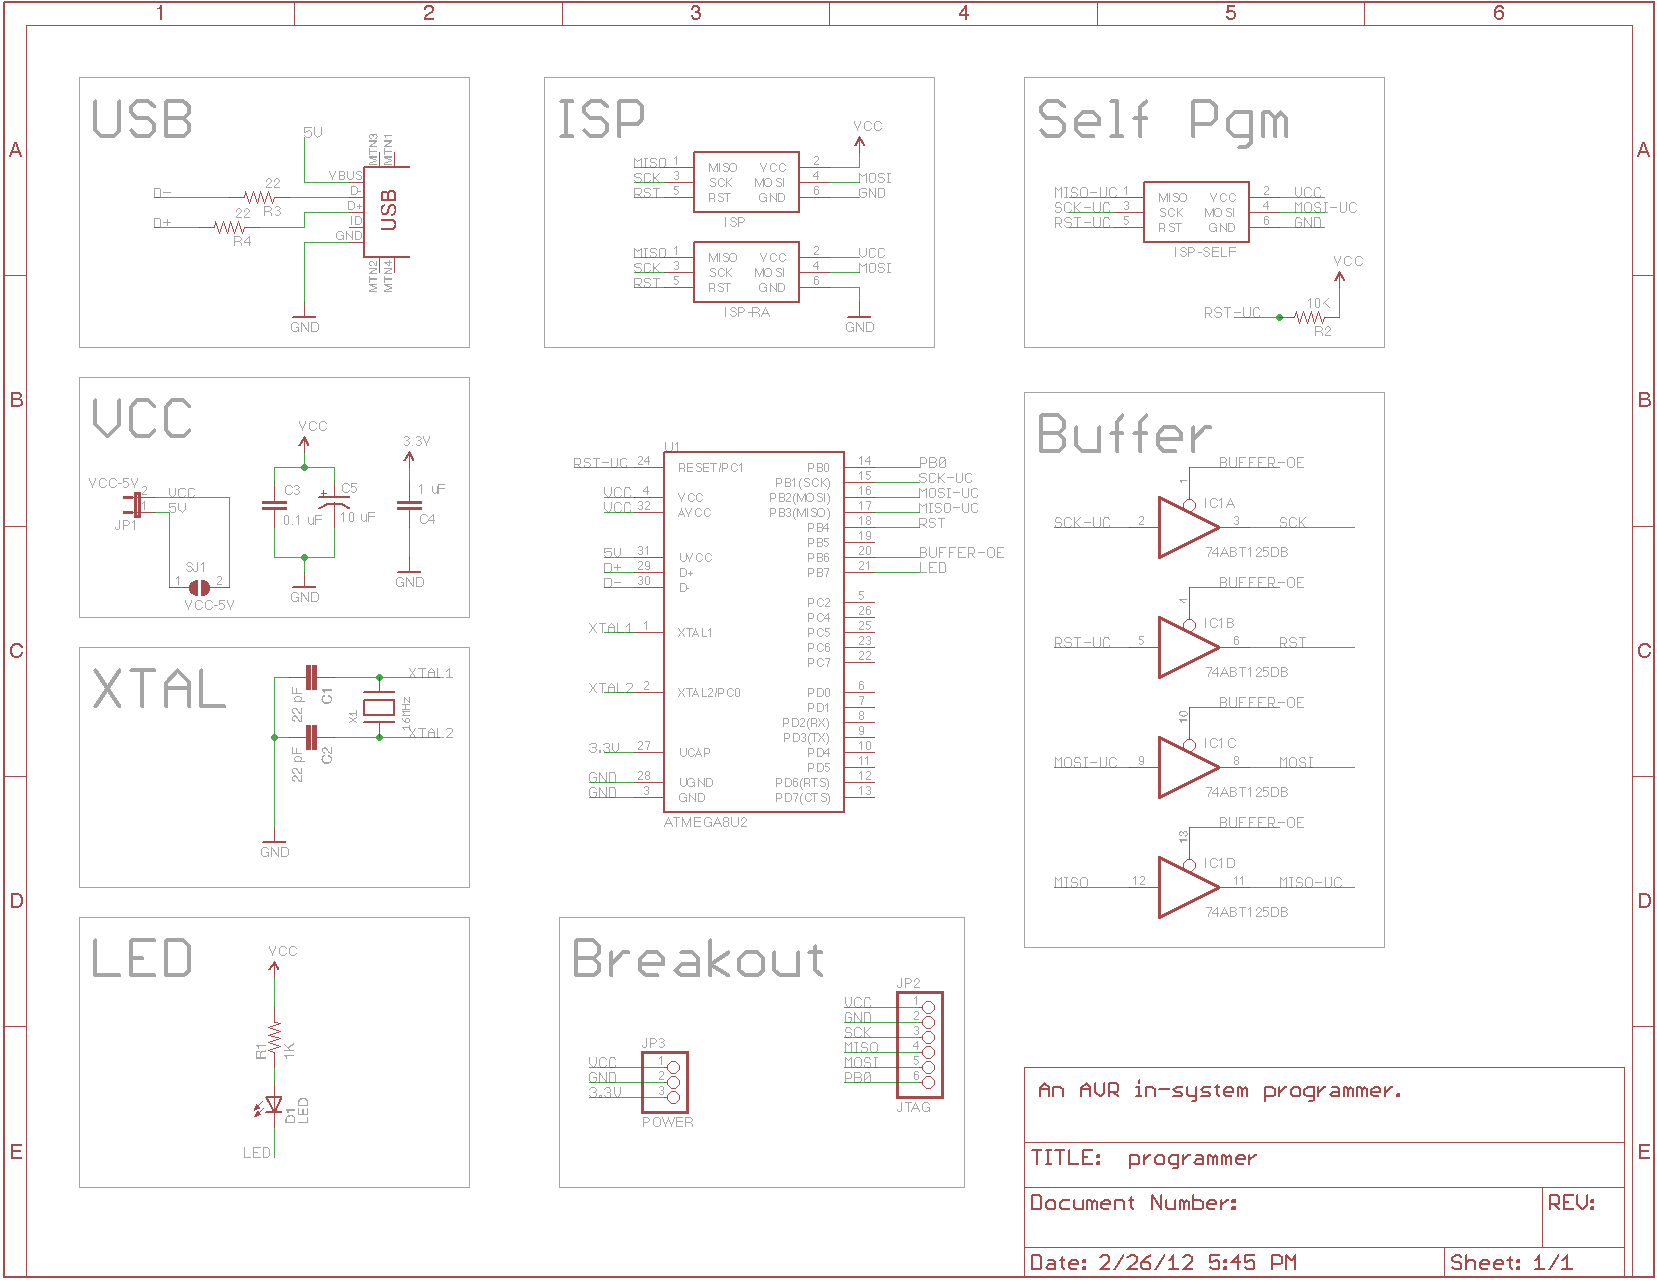 1 2 3 4 5 6
A A
B B
C C
D D
E E
USB
5V
MTN3 MTN1
VBUS
D-
D+
ID
GND
USB
D- 22 R3
D+ 22 R4
MTN2 MTN4
GND
ISP
VCC
MISO 1 MISO VCC 2
SCK 3 SCK MOSI 4 MOSI
RST 5 RST GND 6 GND
ISP
MISO 1 MISO VCC 2 VCC
SCK 3 SCK MOSI 4 MOSI
RST 5 RST GND 6
ISP-RA
GND
Self Pgm
MISO-UC 1 MISO VCC 2 VCC
SCK-UC 3 SCK MOSI 4 MOSI-UC
RST-UC 5 RST GND 6 GND
ISP-SELF
VCC
10K
RST-UC
R2
VCC
VCC 3.3V
VCC-5V
2 VCC
1 5V
JP1
C3
0.1 uF
C5
10 uF
1 uF
C4
SJ1
1 2
VCC-5V
GND
GND
U1
RST-UC 24 RESET/PC1
VCC 4 VCC
VCC 32 AVCC
5V 31 UVCC
D+ 29 D+
D- 30 D-
XTAL1 1 XTAL1
XTAL2 2 XTAL2/PC0
3.3V 27 UCAP
GND 28 UGND
GND 3 GND
PB0 14 PB0
PB1(SCK) 15 SCK-UC
PB2(MOSI) 16 MOSI-UC
PB3(MISO) 17 MISO-UC
PB4 18 RST
PB5 19
PB6 20 BUFFER-OE
PB7 21 LED
PC2 5
PC4 26
PC5 25
PC6 23
PC7 22
PD0 6
PD1 7
PD2(RX) 8
PD3(TX) 9
PD4 10
PD5 11
PD6(RTS) 12
PD7(CTS) 13
ATMEGA8U2
Buffer
BUFFER-OE
1
IC1A
SCK-UC 2 3 SCK
74ABT125DB
BUFFER-OE
4
IC1B
RST-UC 5 6 RST
74ABT125DB
BUFFER-OE
10
IC1C
MOSI-UC 9 8 MOSI
74ABT125DB
BUFFER-OE
13
IC1D
MISO 12 11 MISO-UC
74ABT125DB
XTAL
22 pF C1
XTAL1
X1 16MHz
XTAL2
22 pF C2
GND
LED
VCC
R1 1K
D1 LED
LED
Breakout
JP3
VCC 1
GND 2
3.3V 3
POWER
JP2
VCC 1
GND 2
SCK 3
MISO 4
MOSI 5
PB0 6
JTAG
An AVR in-system programmer.
TITLE: programmer
Document Number: REV:
Date: 2/26/12 5:45 PM Sheet: 1/1